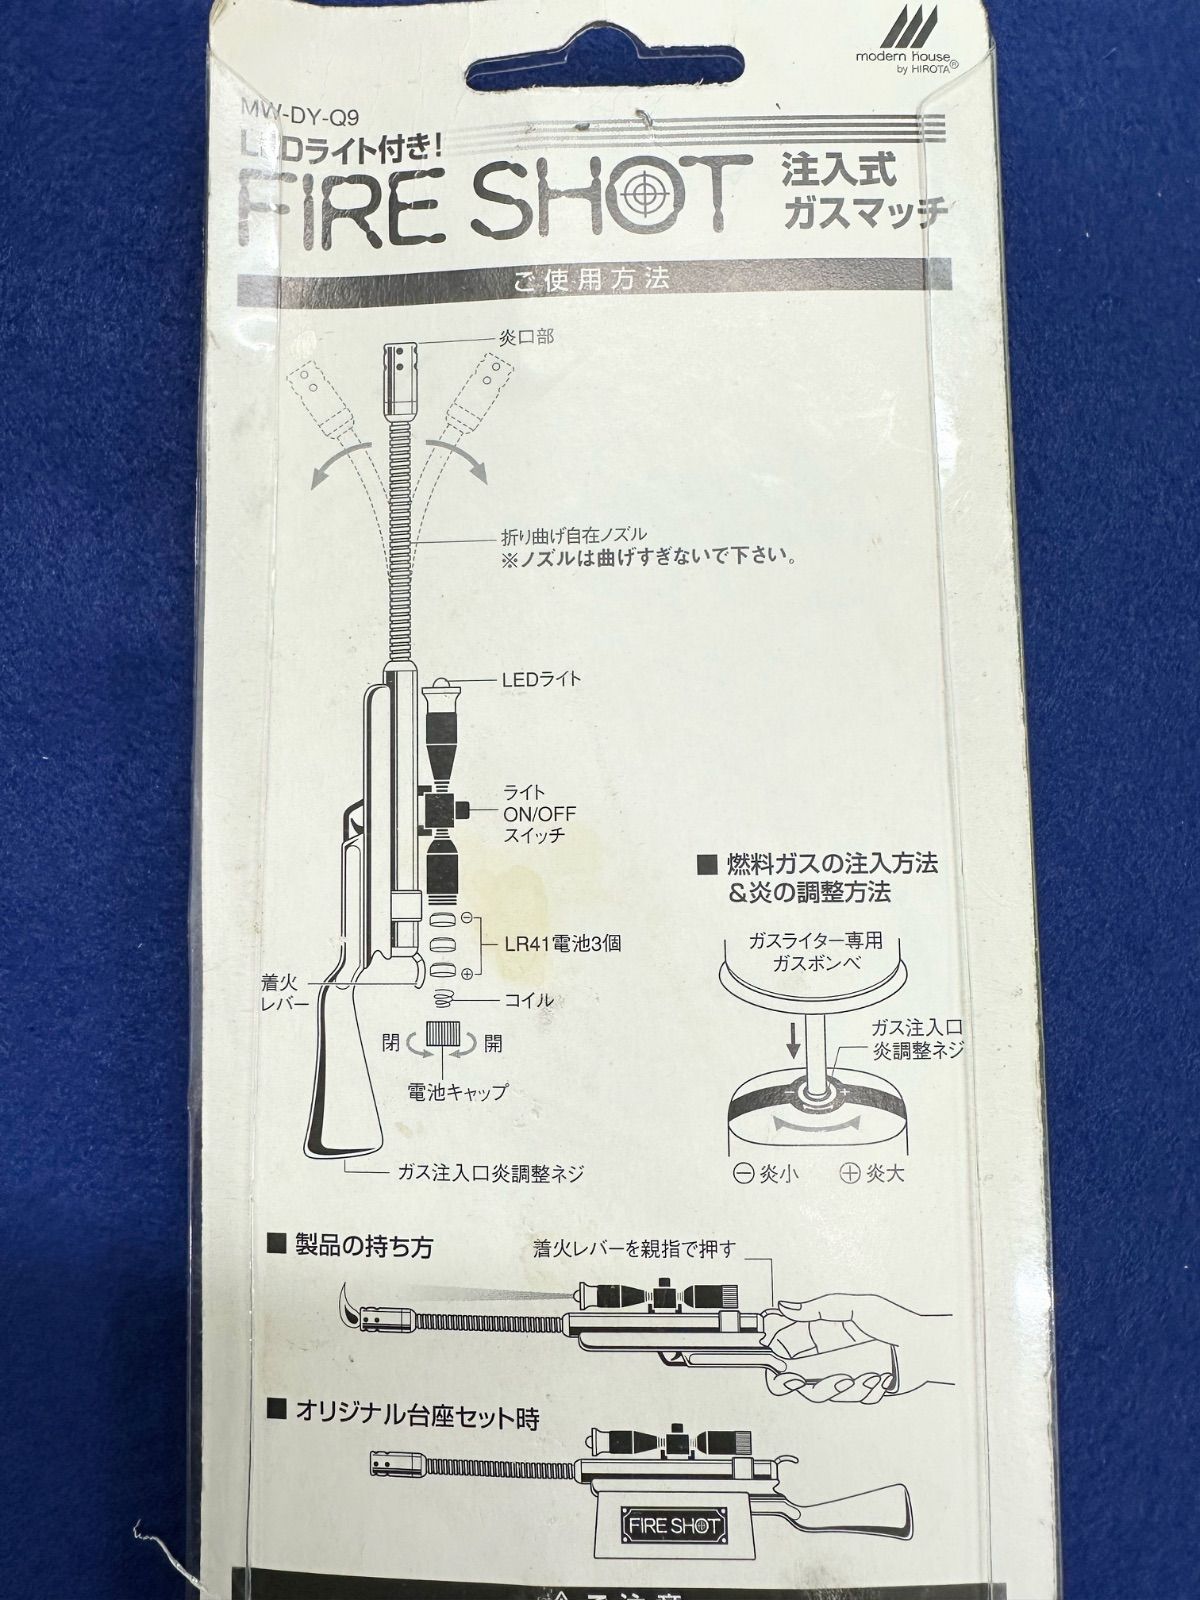 modern house
by HIROTA®
MW-DY-Q9
LEDライト付き!
FIRE SHOT
注入式
ガスマッチ
ご使用方法
炎口部
折り曲げ自在ノズル
※ノズルは曲げすぎないで下さい。
LEDライト
ライト
ON/OFF
スイッチ
⊖
LR41電池3個
⊕
着火
レバー
コイル
閉
開
電池キャップ
ガス注入口炎調整ネジ
■ 燃料ガスの注入方法
&炎の調整方法
ガスライター専用
ガスボンベ
ガス注入口
炎調整ネジ
− +
⊖炎小 ⊕炎大
■ 製品の持ち方
着火レバーを親指で押す
■ オリジナル台座セット時
FIRE SHOT
⚠ご注意